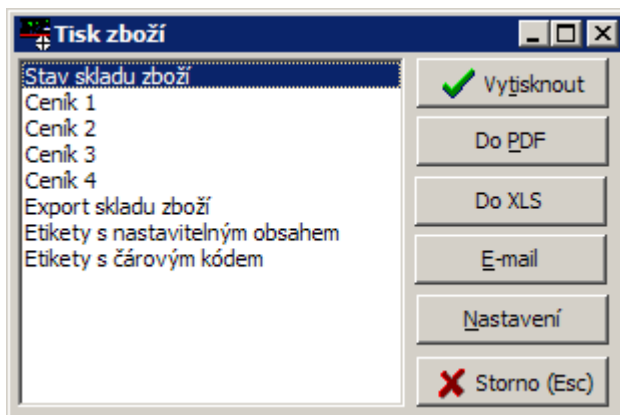 Tisk zboží
Stav skladu zboží
Ceník 1
Ceník 2
Ceník 3
Ceník 4
Export skladu zboží
Etikety s nastavitelným obsahem
Etikety s čárovým kódem
Vytisknout
Do PDF
Do XLS
E-mail
Nastavení
Storno (Esc)